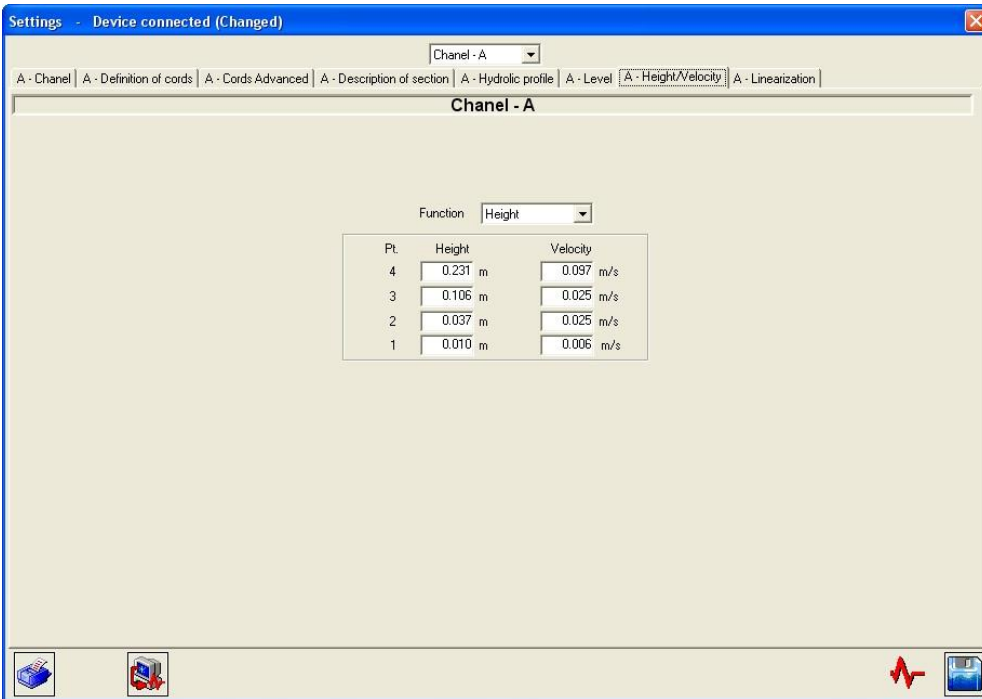 Settings - Device connected (Changed)
Chanel - A
A - Chanel A - Definition of cords A - Cords Advanced A - Description of section A - Hydrolic profile A - Level A - Height/Velocity A - Linearization
Chanel - A
Function Height
Pt. Height Velocity
4 0.231 m 0.097 m/s
3 0.106 m 0.025 m/s
2 0.037 m 0.025 m/s
1 0.010 m 0.006 m/s